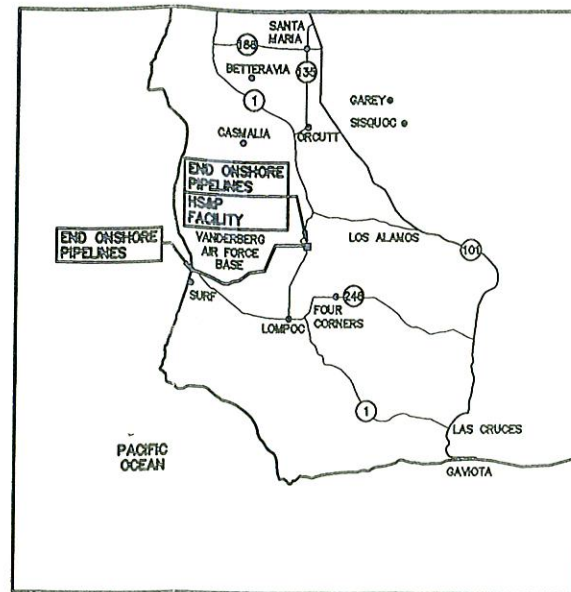 SANTA
MARIA
166
BETTERAVIA
135
1
GAREY
SISQUOC
CASMALIA
ORCUTT
END ONSHORE
PIPELINES
HS&P
FACILITY
END ONSHORE
PIPELINES
VANDERBERG
AIR FORCE
BASE
LOS ALAMOS
101
SURF
246
FOUR
CORNERS
LOMPOC
1
LAS CRUCES
PACIFIC
OCEAN
GAVIOTA